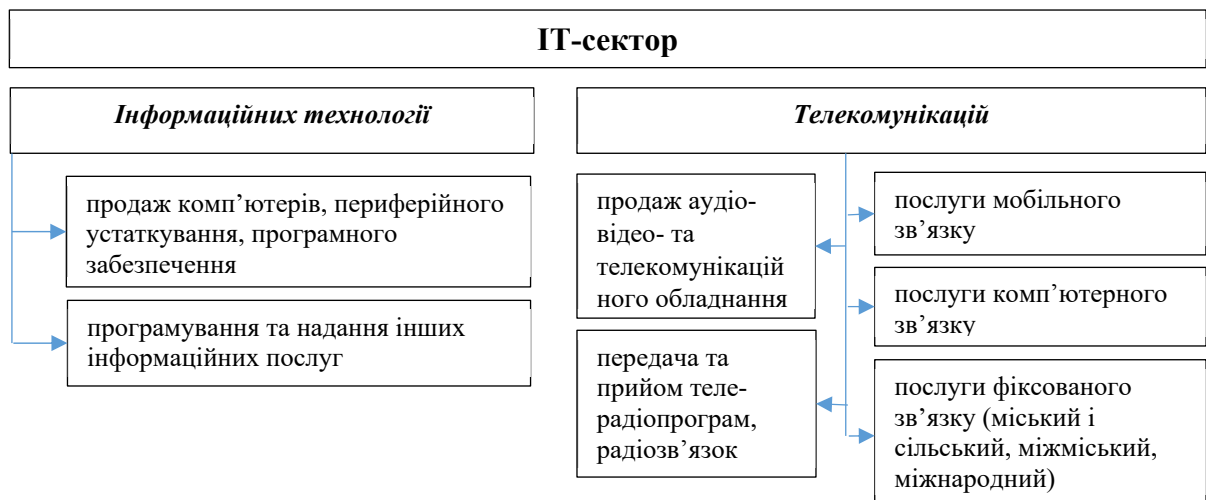 ІТ-сектор
Інформаційних технології
продаж комп’ютерів, периферійного
устаткування, програмного
забезпечення
програмування та надання інших
інформаційних послуг
Телекомунікацій
продаж аудіо-
відео- та
телекомунікацій
ного обладнання
передача та
прийом теле-
радіопрограм,
радіозв’язок
послуги мобільного
зв’язку
послуги комп’ютерного
зв’язку
послуги фіксованого
зв’язку (міський і
сільський, міжміський,
міжнародний)